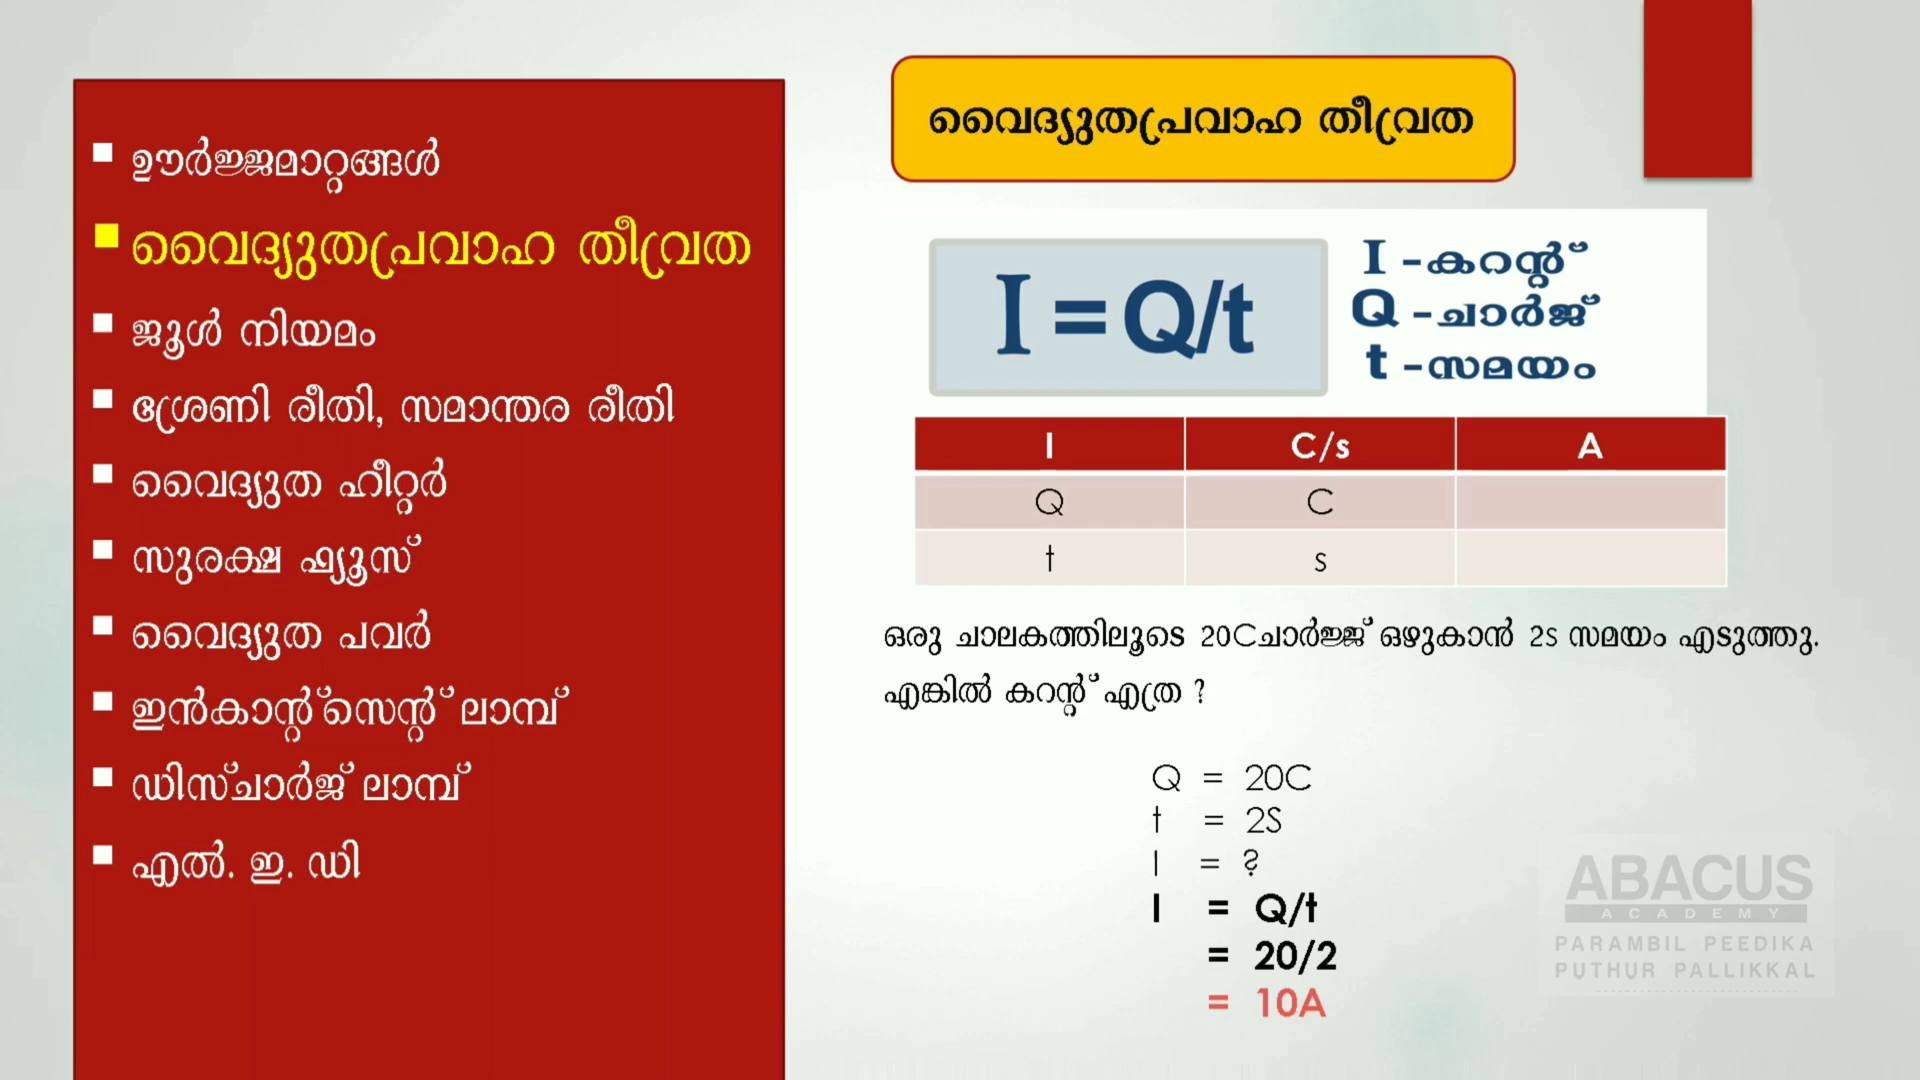 ഊർജ്ജമാറ്റങ്ങൾ
വൈദ്യുതപ്രവാഹ തീവ്രത
ജൂൾ നിയമം
ശ്രേണി രീതി, സമാന്തര രീതി
വൈദ്യുത ഹീറ്റർ
സുരക്ഷ ഫ്യൂസ്
വൈദ്യുത പവർ
ഇൻകാന്റ്സെന്റ് ലാമ്പ്
ഡിസ്ചാർജ് ലാമ്പ്
എൽ. ഇ. ഡി
വൈദ്യുതപ്രവാഹ തീവ്രത
I = Q/t
I -കറന്റ്
Q -ചാർജ്
t -സമയം
I C/s A
Q C
t s
ഒരു ചാലകത്തിലൂടെ 20Cചാർജ്ജ് ഒഴുകാൻ 2s സമയം എടുത്തു.
എങ്കിൽ കറന്റ് എത്ര ?
Q = 20C
t = 2S
I = ?
I = Q/t
= 20/2
= 10A
ABACUS
ACADEMY
PARAMBIL PEEDIKA
PUTHUR PALLIKKAL